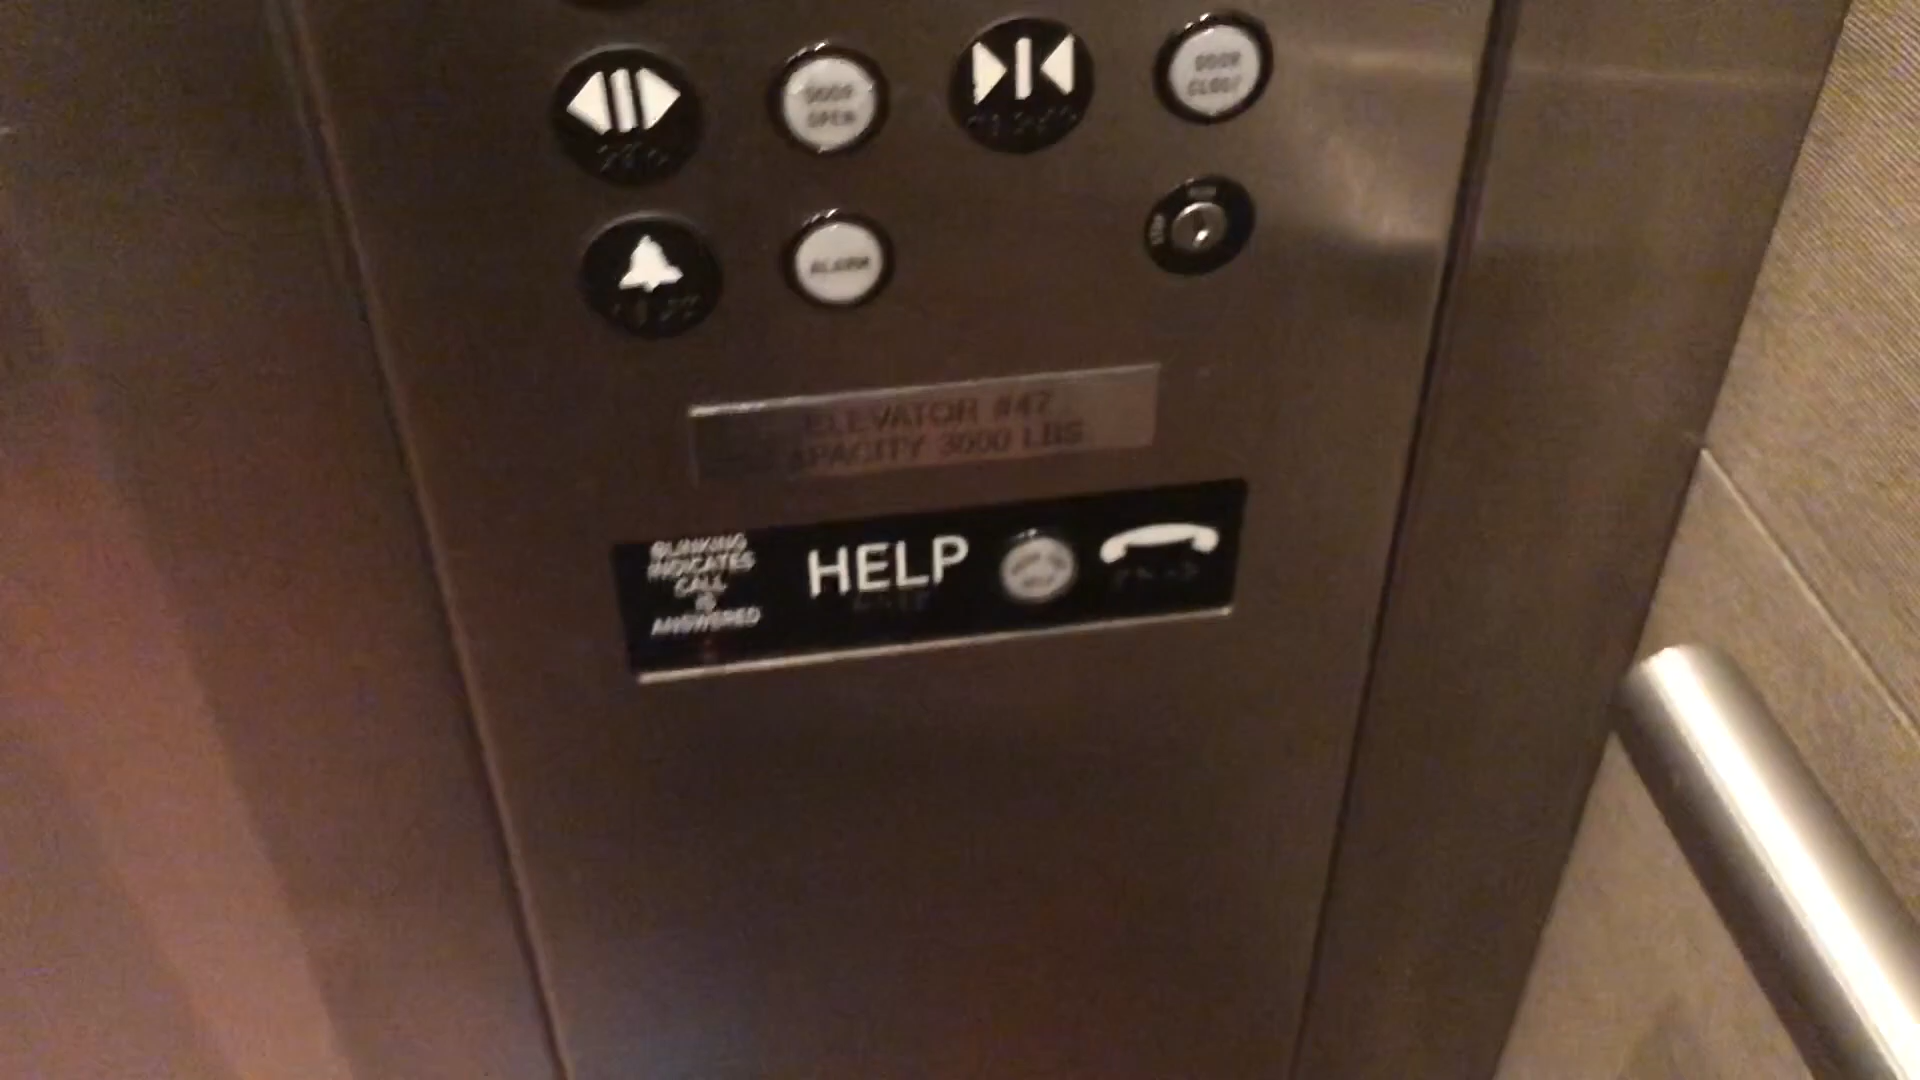 DOOR
OPEN
DOOR
CLOSE
ALARM
ELEVATOR #47
CAPACITY 3000 LBS
BLINKING
INDICATES
CALL
IS
ANSWERED
HELP